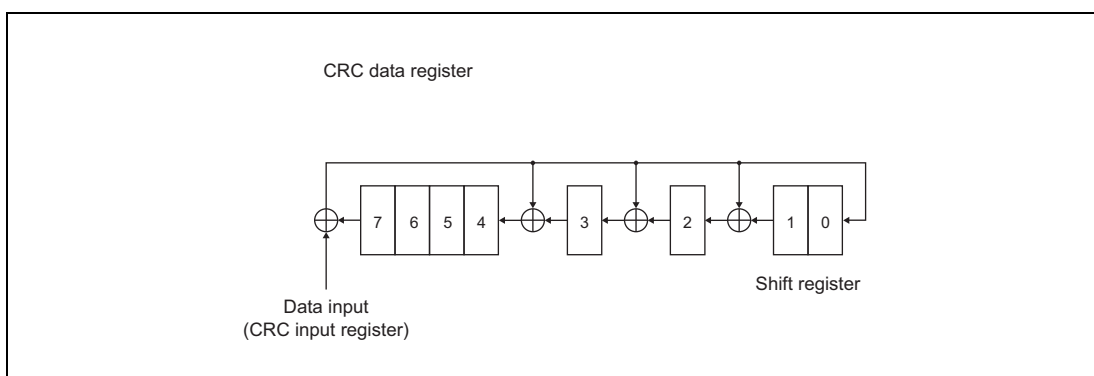 CRC data register
7 6 5 4 3 2 1 0
Shift register
Data input
(CRC input register)